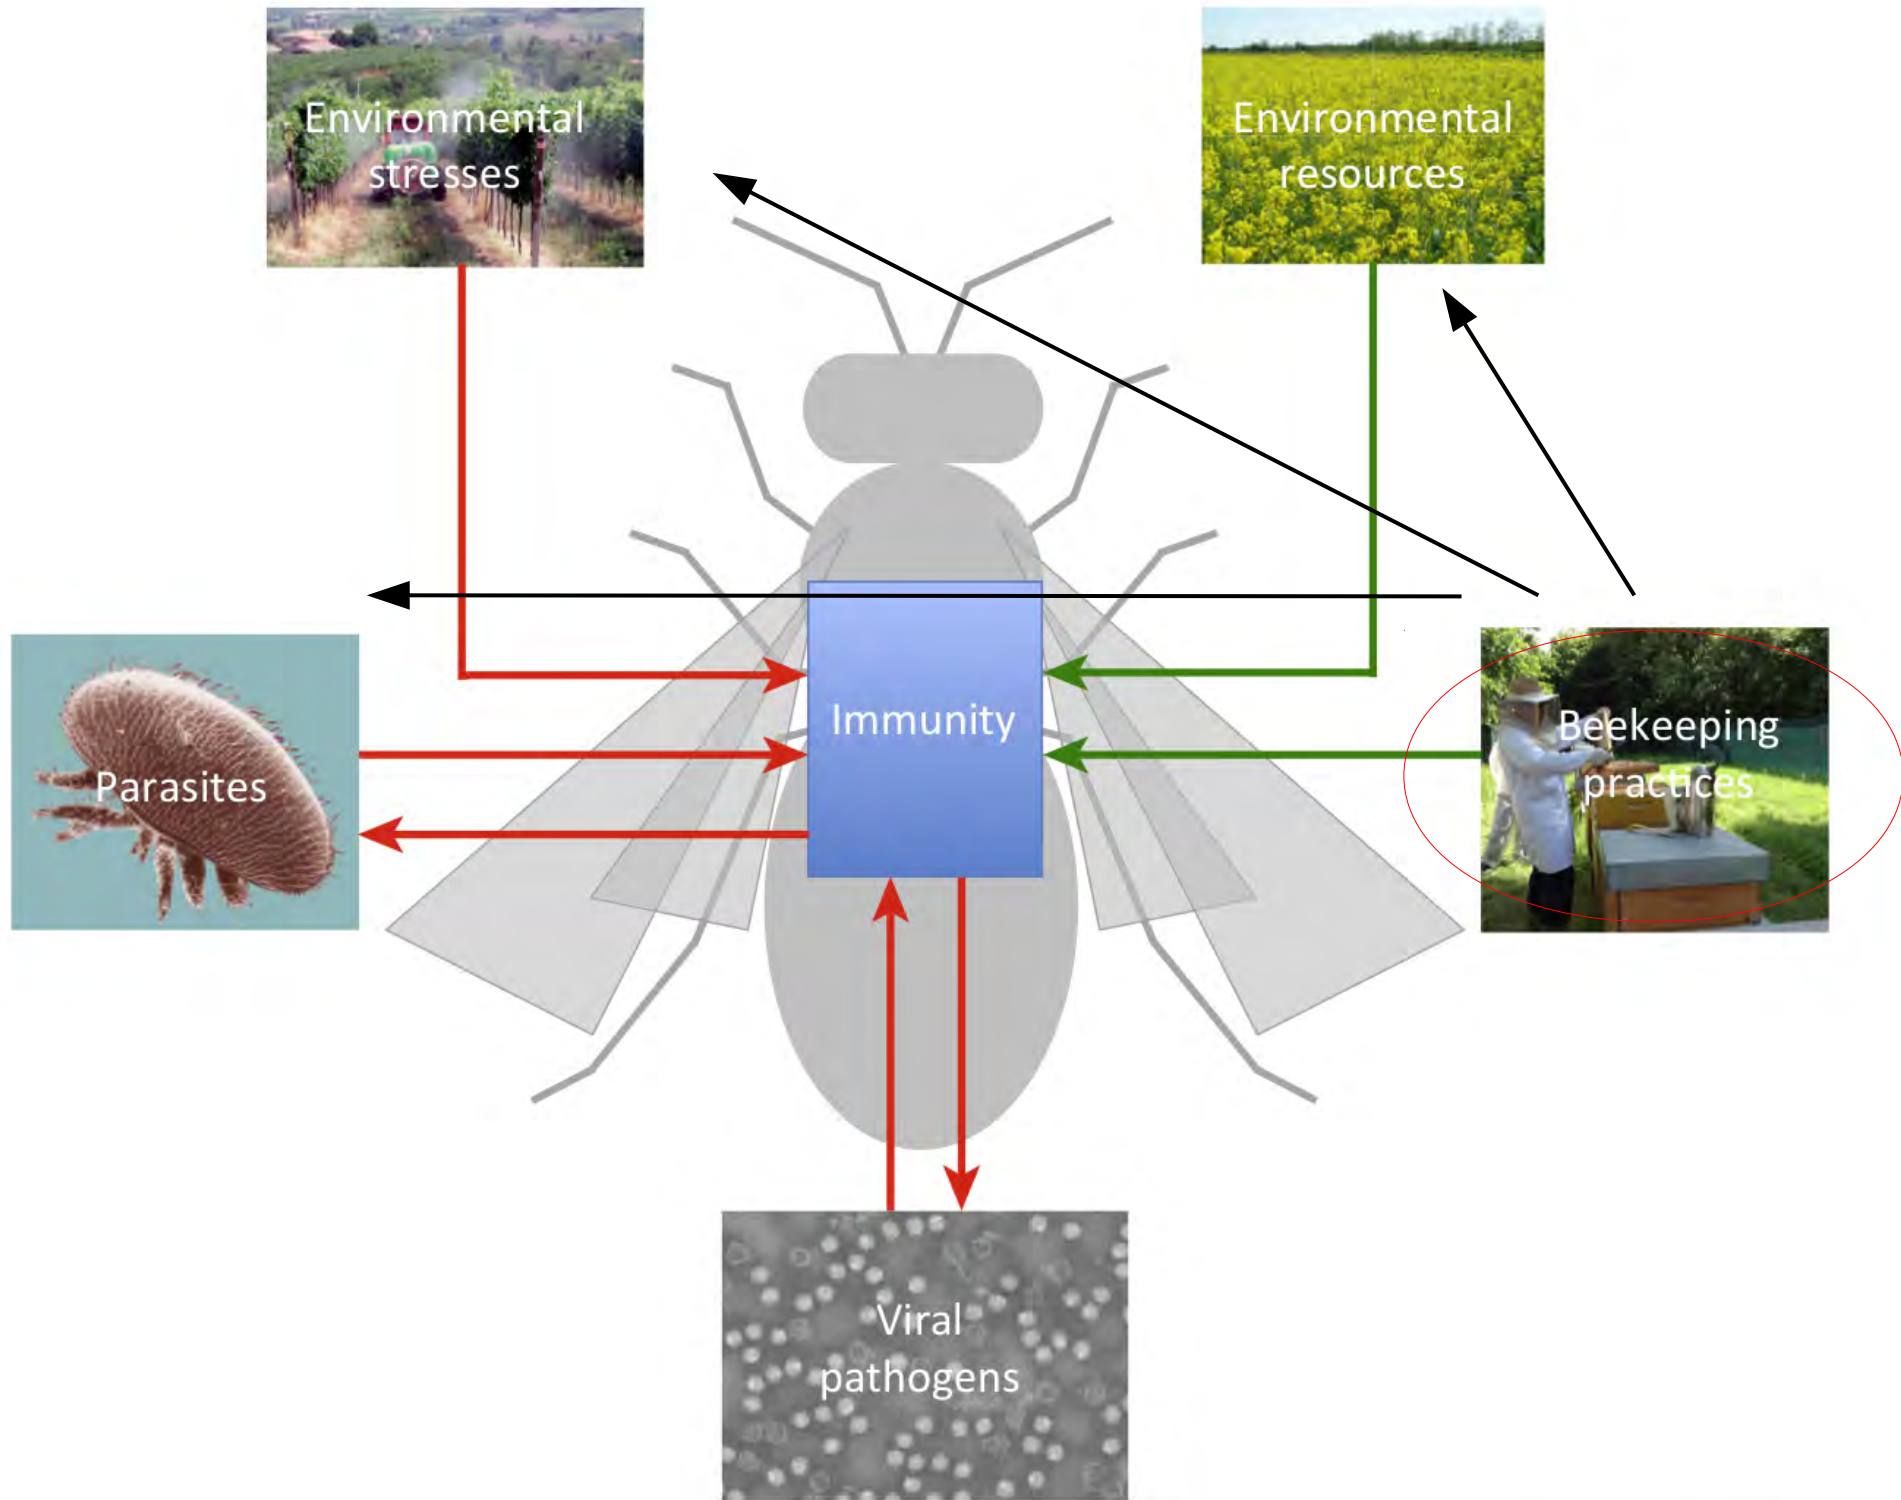 Environmental
stresses
Environmental
resources
Parasites
Immunity
Beekeeping
practices
Viral
pathogens